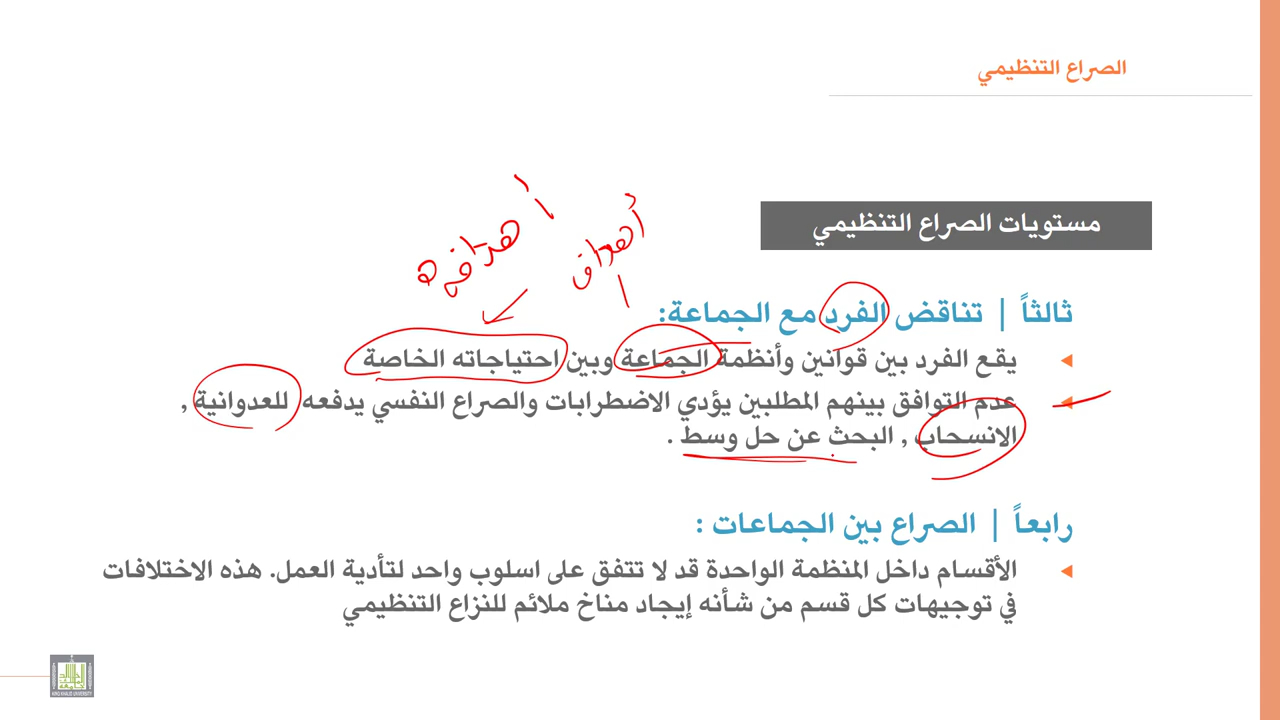 الصراع التنظيمي
مستويات الصراع التنظيمي
أهدافه
أهداف
ثالثاً | تناقض الفرد مع الجماعة:
يقع الفرد بين قوانين وأنظمة الجماعة وبين احتياجاته الخاصة
عدم التوافق بينهم المطلبين يؤدي الاضطرابات والصراع النفسي يدفعه للعدوانية ,
الانسحاب , البحث عن حل وسط .
رابعاً | الصراع بين الجماعات :
الأقسام داخل المنظمة الواحدة قد لا تتفق على اسلوب واحد لتأدية العمل. هذه الاختلافات
في توجيهات كل قسم من شأنه إيجاد مناخ ملائم للنزاع التنظيمي
KING KHALID UNIVERSITY